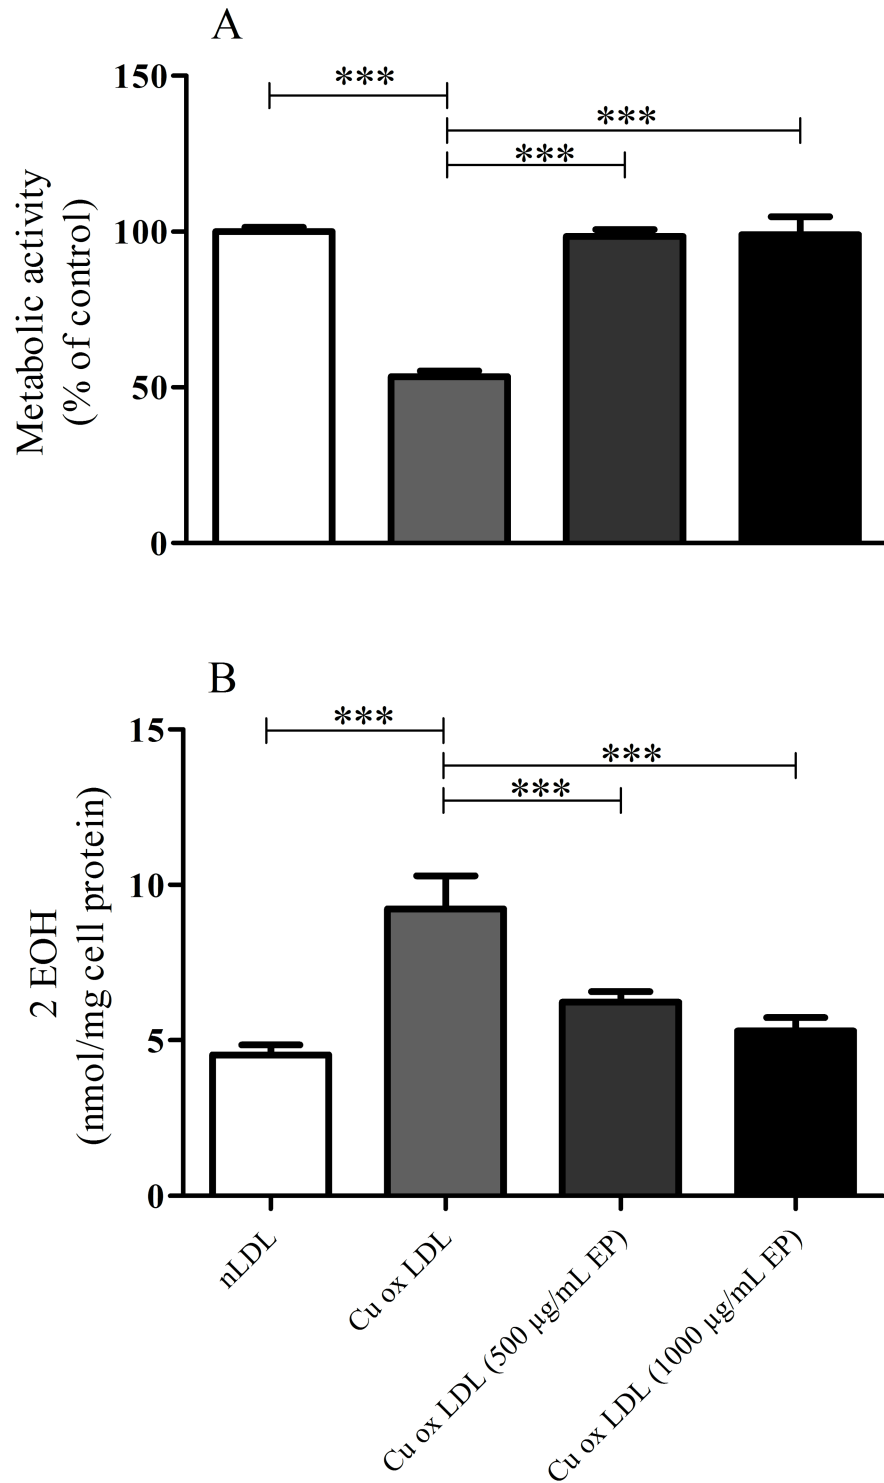 A
150
100
50
0
Metabolic activity
(% of control)
***
***
***
B
15
10
5
0
2 EOH
(nmol/mg cell protein)
***
***
***
nLDL
Cu ox LDL
Cu ox LDL (500 µg/mL EP)
Cu ox LDL (1000 µg/mL EP)